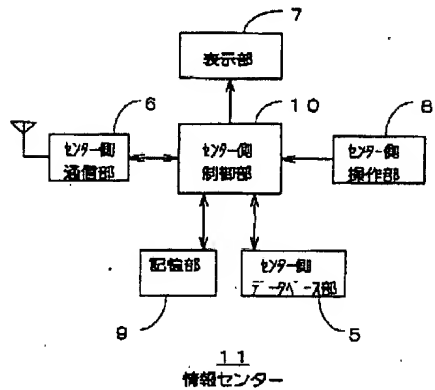 7
表示部
10
6
8
センター側
通信部
センター側
制御部
センター側
操作部
記憶部
センター側
データベース部
9
5
11
情報センター